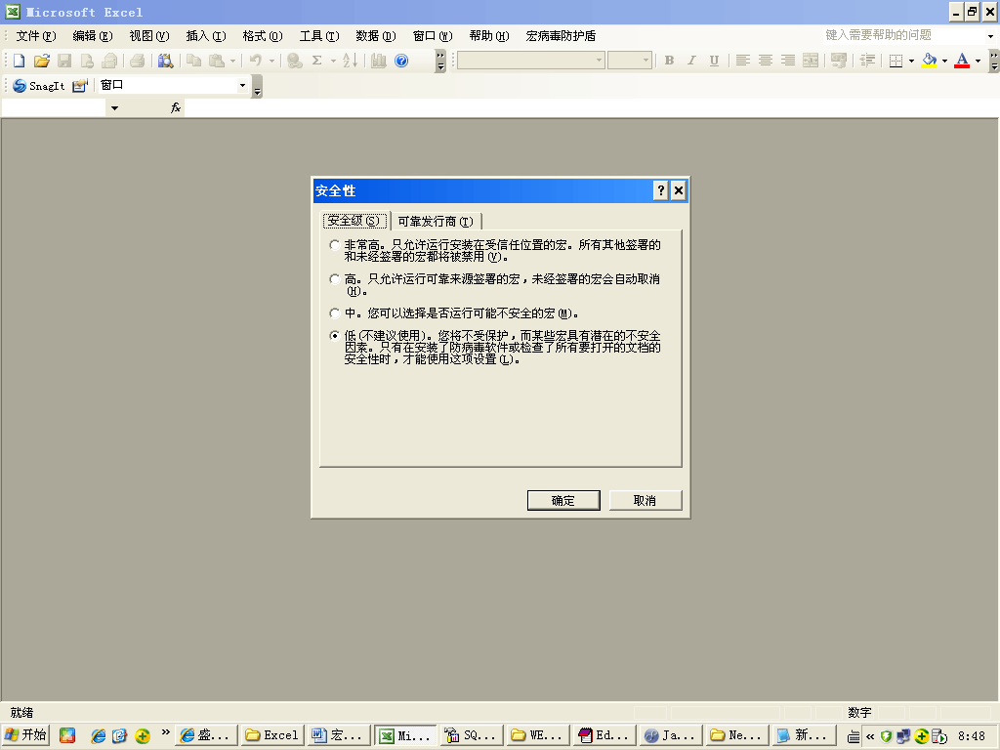 Microsoft Excel
文件(F) 编辑(E) 视图(V) 插入(I) 格式(O) 工具(T) 数据(D) 窗口(W) 帮助(H) 宏病毒防护盾 键入需要帮助的问题
B I U A
SnagIt 窗口
fx
安全性
安全级(S) 可靠发行商(T)
非常高。只允许运行安装在受信任位置的宏。所有其他签署的
和未经签署的宏都将被禁用(V)。
高。只允许运行可靠来源签署的宏,未经签署的宏会自动取消
(H)。
中。您可以选择是否运行可能不安全的宏(M)。
低(不建议使用)。您将不受保护,而某些宏具有潜在的不安全
因素。只有在安装了防病毒软件或检查了所有要打开的文档的
安全性时,才能使用这项设置(L)。
确定 取消
就绪 数字
开始 » 盛... Excel 宏... Mi... SQ... WE... Ed... Ja... Ne... 新... « 8:48